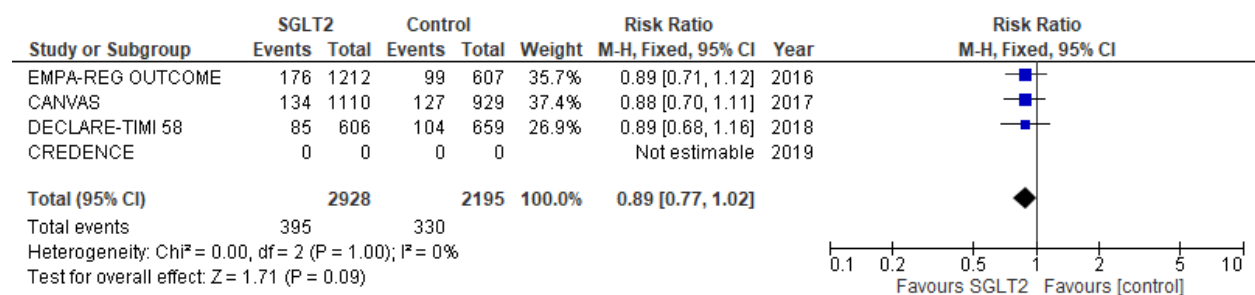 SGLT2 Control Risk Ratio Risk Ratio
Study or Subgroup Events Total Events Total Weight M-H, Fixed, 95% CI Year M-H, Fixed, 95% CI
EMPA-REG OUTCOME 176 1212 99 607 35.7% 0.89 [0.71, 1.12] 2016
CANVAS 134 1110 127 929 37.4% 0.88 [0.70, 1.11] 2017
DECLARE-TIMI 58 85 606 104 659 26.9% 0.89 [0.68, 1.16] 2018
CREDENCE 0 0 0 0 Not estimable 2019
Total (95% CI) 2928 2195 100.0% 0.89 [0.77, 1.02]
Total events 395 330
Heterogeneity: Chi² = 0.00, df = 2 (P = 1.00); I² = 0%
Test for overall effect: Z = 1.71 (P = 0.09)
0.1 0.2 0.5 1 2 5 10
Favours SGLT2 Favours [control]